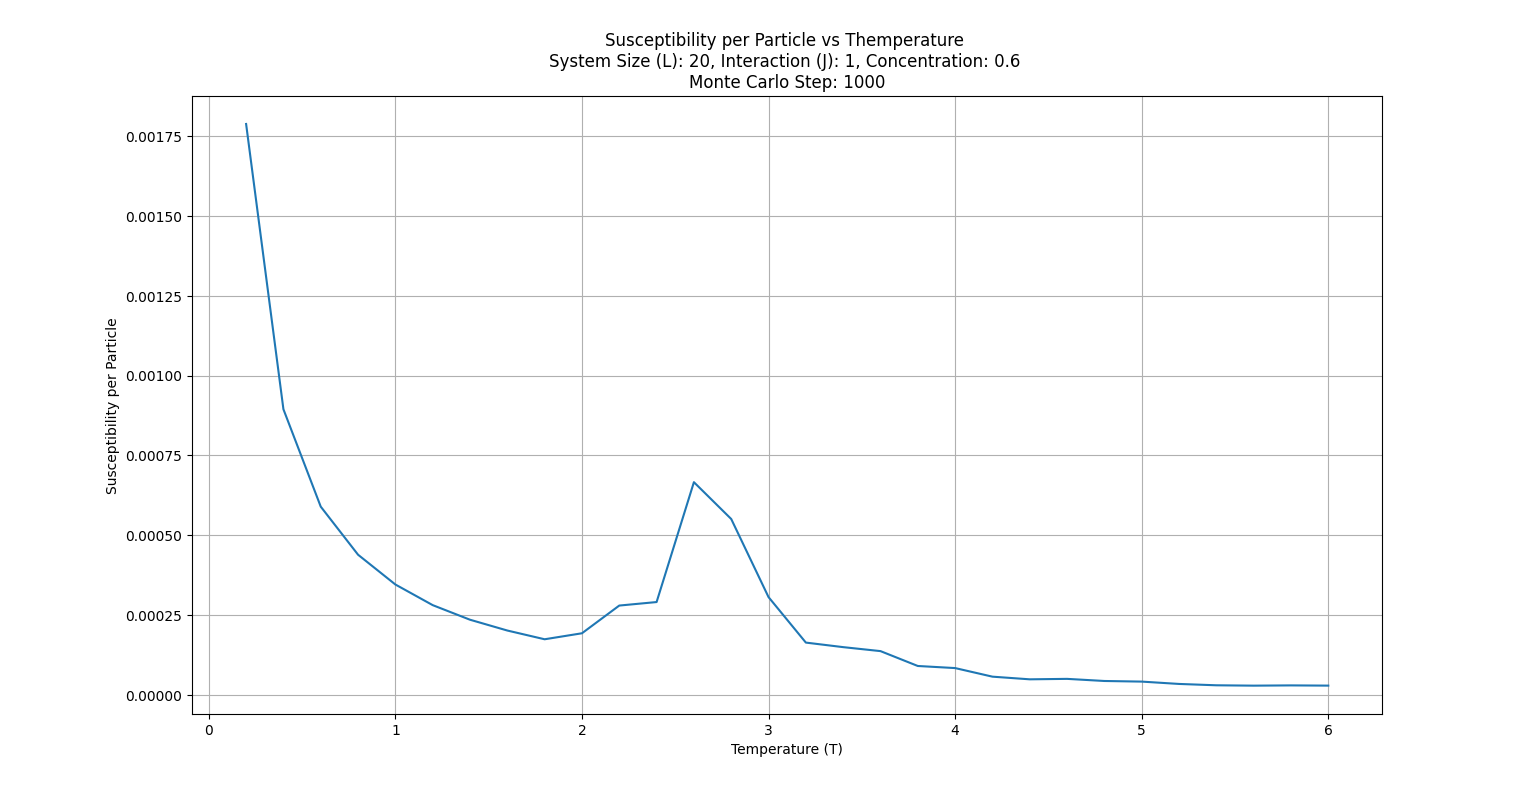 Susceptibility per Particle vs Themperature
System Size (L): 20, Interaction (J): 1, Concentration: 0.6
Monte Carlo Step: 1000
Susceptibility per Particle
0.00175
0.00150
0.00125
0.00100
0.00075
0.00050
0.00025
0.00000
0 1 2 3 4 5 6
Temperature (T)